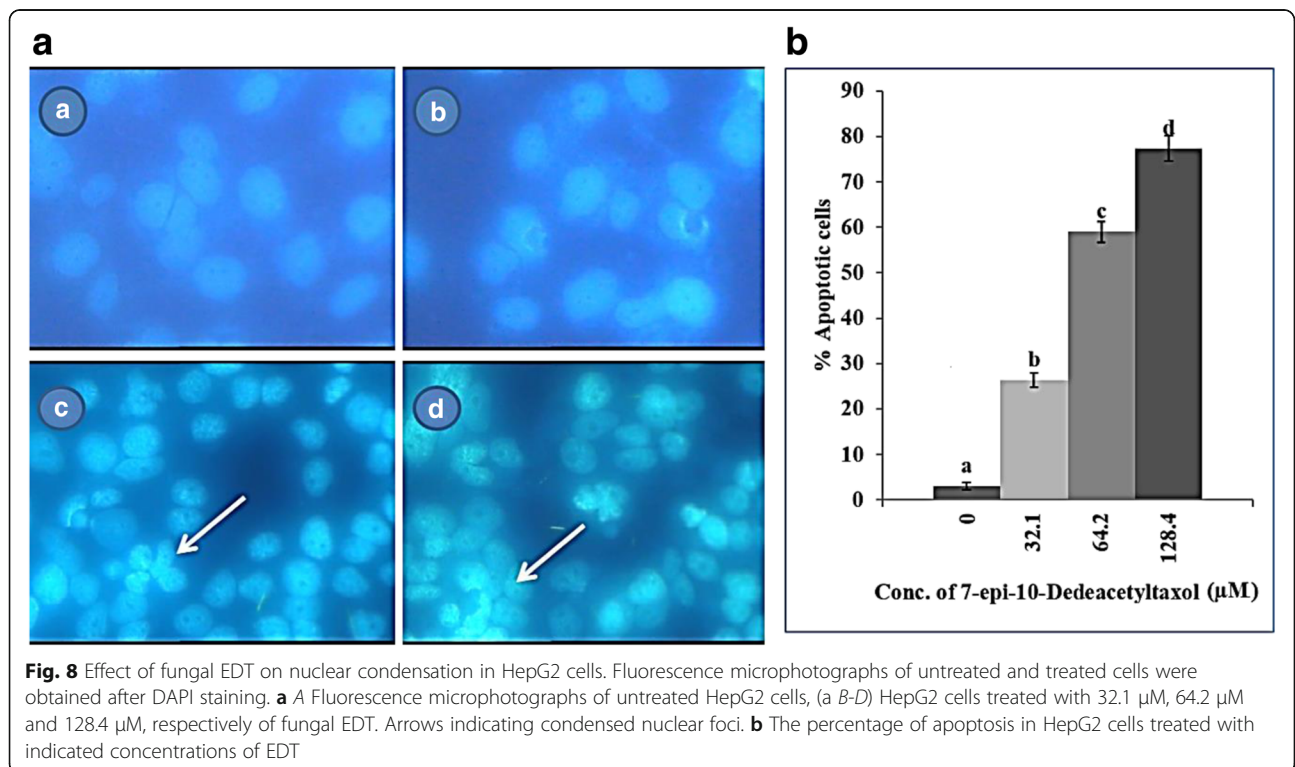 a
b
a
b
c
d
90
80
70
60
50
40
30
20
10
0
% Apoptotic cells
a
b
c
d
0
32.1
64.2
128.4
Conc. of 7-epi-10-Dedeacetyltaxol (µM)
Fig. 8 Effect of fungal EDT on nuclear condensation in HepG2 cells. Fluorescence microphotographs of untreated and treated cells were
obtained after DAPI staining. a A Fluorescence microphotographs of untreated HepG2 cells, (a B-D) HepG2 cells treated with 32.1 µM, 64.2 µM
and 128.4 µM, respectively of fungal EDT. Arrows indicating condensed nuclear foci. b The percentage of apoptosis in HepG2 cells treated with
indicated concentrations of EDT